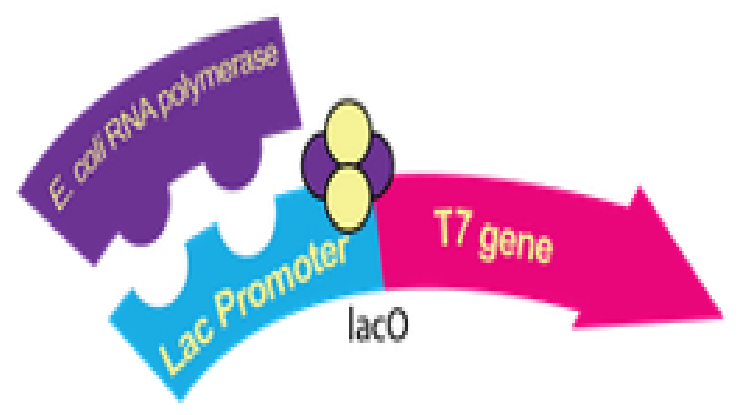 E. coli RNA polymerase
Lac Promoter
T7 gene
lacO